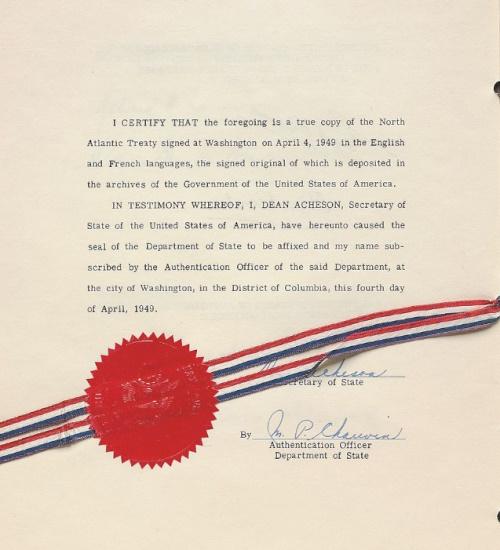 I CERTIFY THAT the foregoing is a true copy of the North
Atlantic Treaty signed at Washington on April 4, 1949 in the English
and French languages, the signed original of which is deposited in
the archives of the Government of the United States of America.
IN TESTIMONY WHEREOF, I, DEAN ACHESON, Secretary of
State of the United States of America, have hereunto caused the
seal of the Department of State to be affixed and my name sub-
scribed by the Authentication Officer of the said Department, at
the city of Washington, in the District of Columbia, this fourth day
of April, 1949.
Acheson
Secretary of State
By M. P. Chauvin
Authentication Officer
Department of State